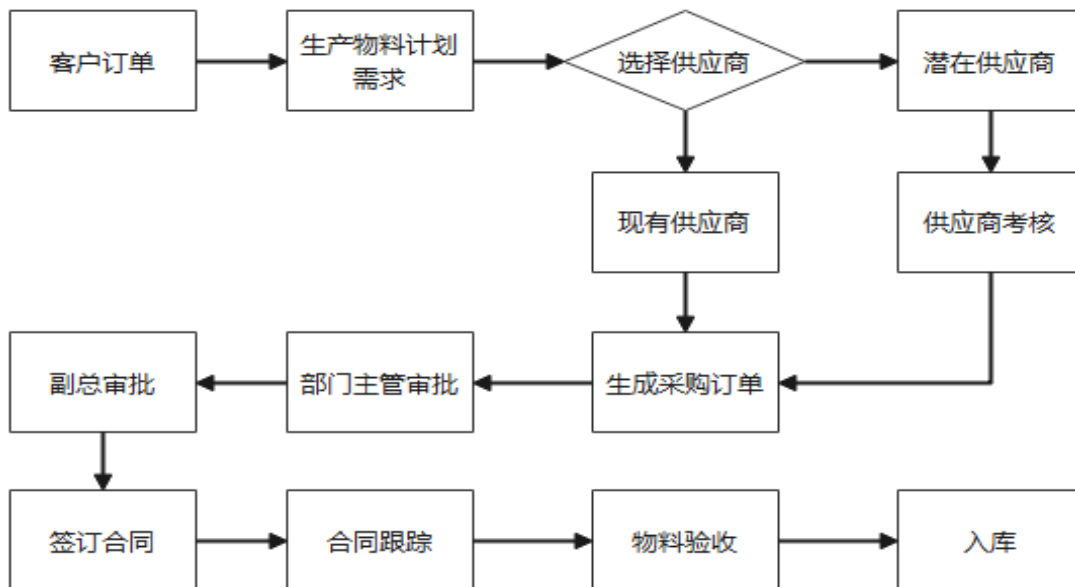 客户订单
生产物料计划
需求
选择供应商
潜在供应商
现有供应商
供应商考核
副总审批
部门主管审批
生成采购订单
签订合同
合同跟踪
物料验收
入库